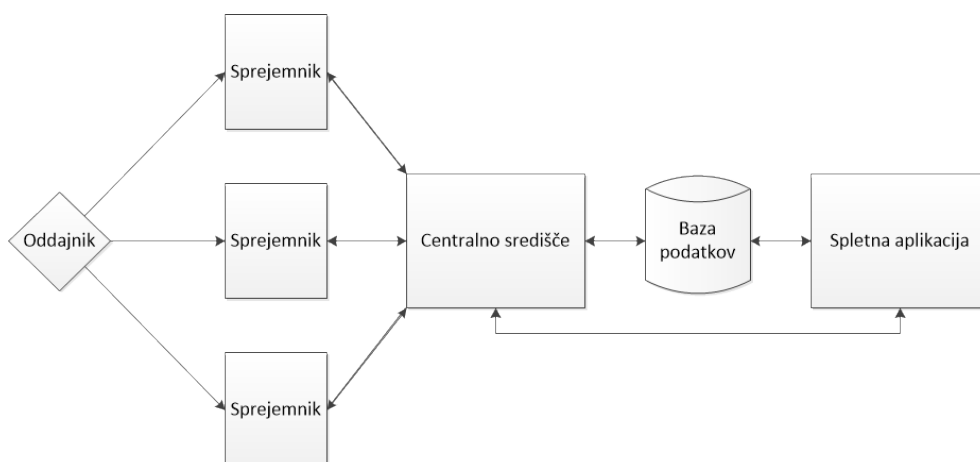 Sprejemnik
Oddajnik
Sprejemnik
Centralno središče
Baza
podatkov
Spletna aplikacija
Sprejemnik